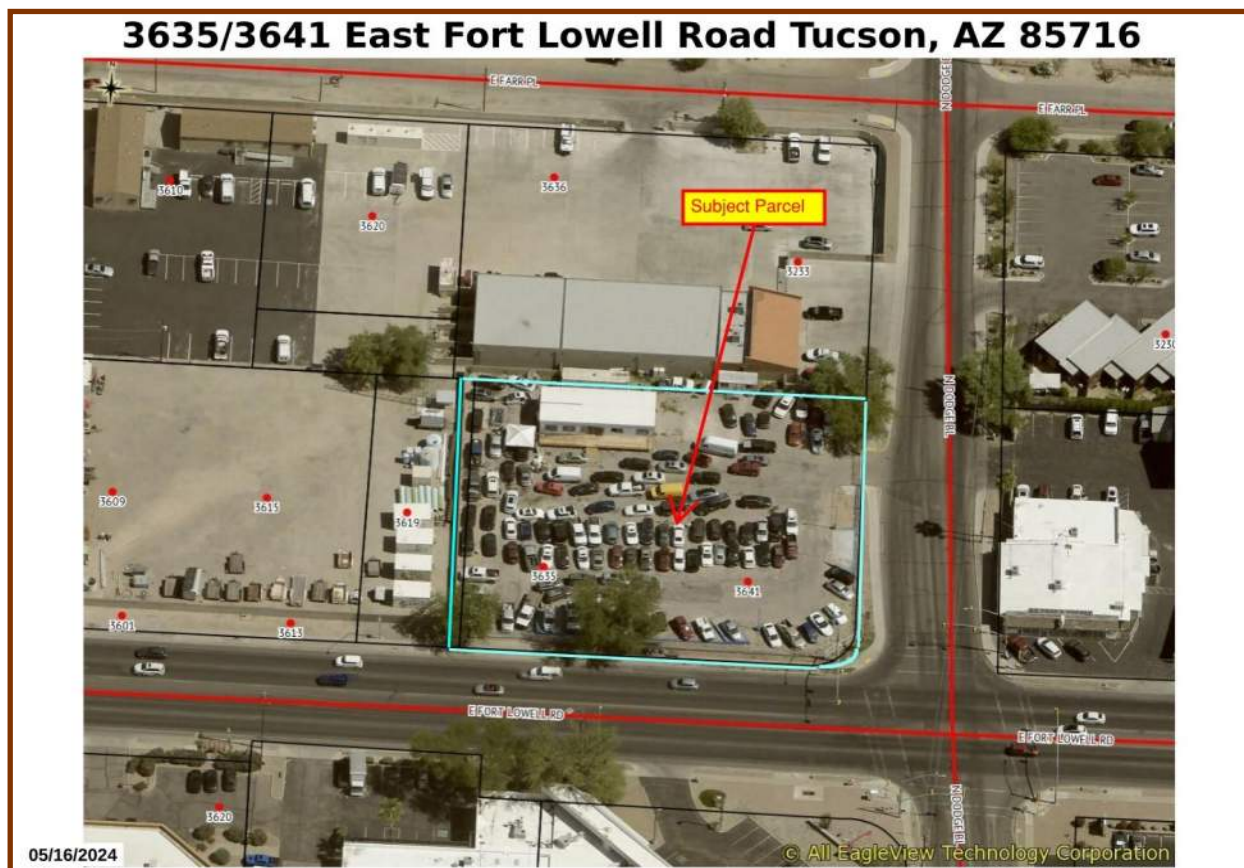 3635/3641 East Fort Lowell Road Tucson, AZ 85716
E FARR PL
N DODGE BL
E FARR PL
3610
3636
3620
Subject Parcel
3233
3230
N DODGE BL
3609
3615
3619
3635
3641
3601
3613
E FORT LOWELL RD
E FORT LOWELL RD
3620
N DODGE BL
05/16/2024
© All EagleView Technology Corporation